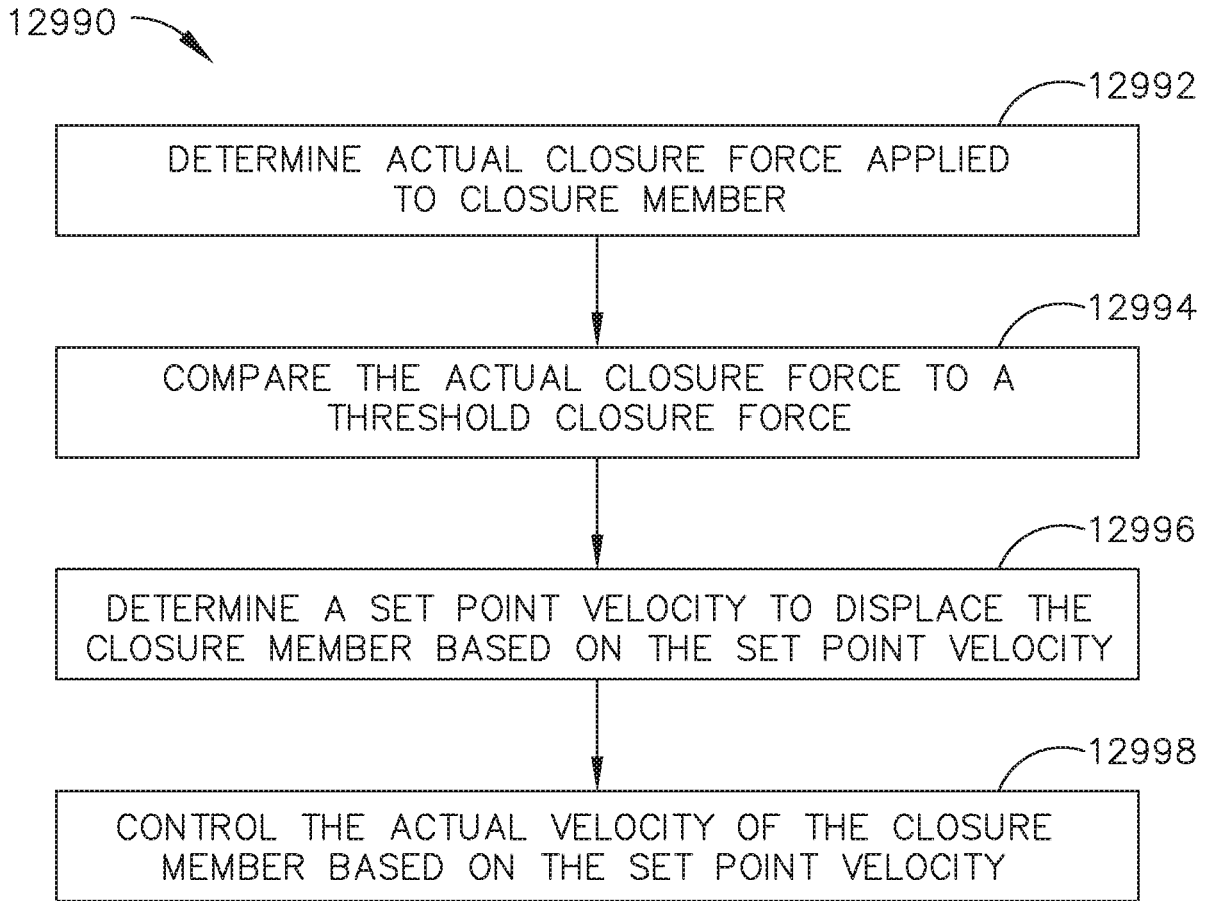 12990
12992
DETERMINE ACTUAL CLOSURE FORCE APPLIED
TO CLOSURE MEMBER
12994
COMPARE THE ACTUAL CLOSURE FORCE TO A
THRESHOLD CLOSURE FORCE
12996
DETERMINE A SET POINT VELOCITY TO DISPLACE THE
CLOSURE MEMBER BASED ON THE SET POINT VELOCITY
12998
CONTROL THE ACTUAL VELOCITY OF THE CLOSURE
MEMBER BASED ON THE SET POINT VELOCITY